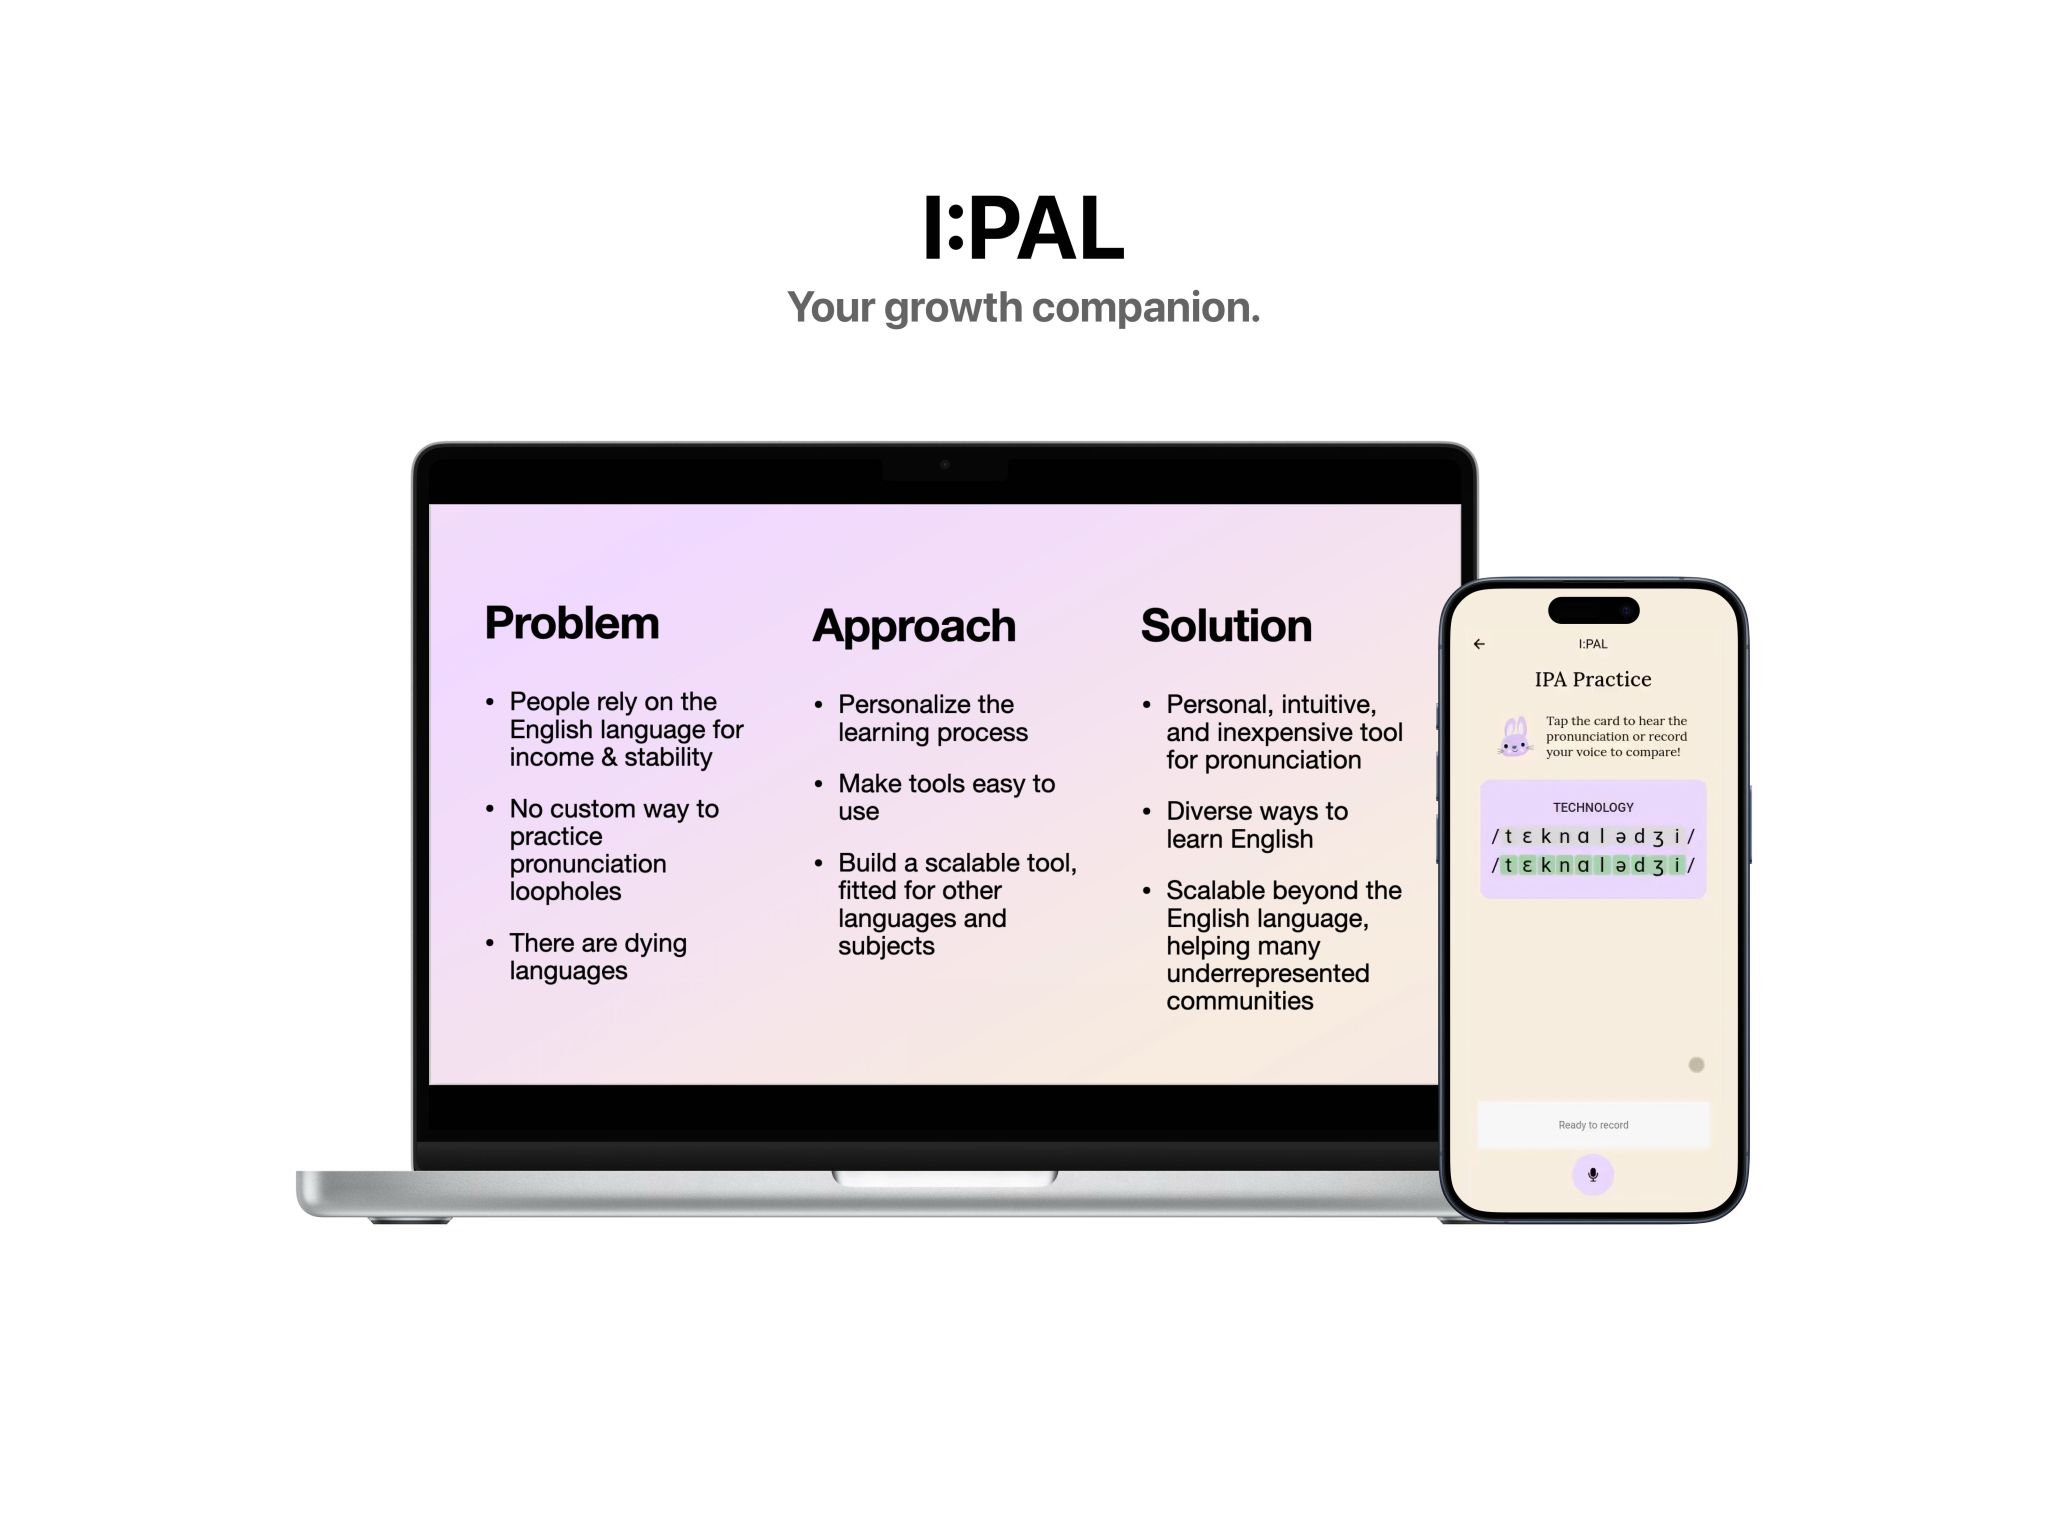 I:PAL
Your growth companion.
Problem
• People rely on the
English language for
income & stability
• No custom way to
practice
pronunciation
loopholes
• There are dying
languages
Approach
• Personalize the
learning process
• Make tools easy to
use
• Build a scalable tool,
fitted for other
languages and
subjects
Solution
• Personal, intuitive,
and inexpensive tool
for pronunciation
• Diverse ways to
learn English
• Scalable beyond the
English language,
helping many
underrepresented
communities
I:PAL
IPA Practice
Tap the card to hear the
pronunciation or record
your voice to compare!
TECHNOLOGY
/t ɛ k n ɑ l ə d ʒ i/
/t ɛ k n ɑ l ə d ʒ i/
Ready to record